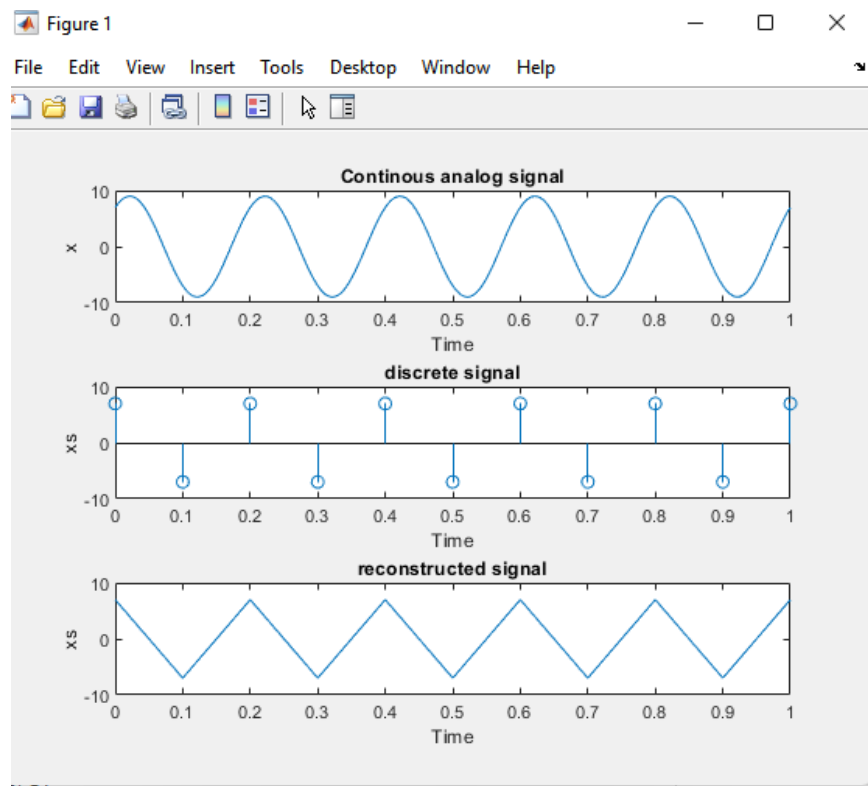 Figure 1
File Edit View Insert Tools Desktop Window Help
Continous analog signal
10
0
-10
x
0 0.1 0.2 0.3 0.4 0.5 0.6 0.7 0.8 0.9 1
Time
discrete signal
10
0
-10
xs
0 0.1 0.2 0.3 0.4 0.5 0.6 0.7 0.8 0.9 1
Time
reconstructed signal
10
0
-10
xs
0 0.1 0.2 0.3 0.4 0.5 0.6 0.7 0.8 0.9 1
Time